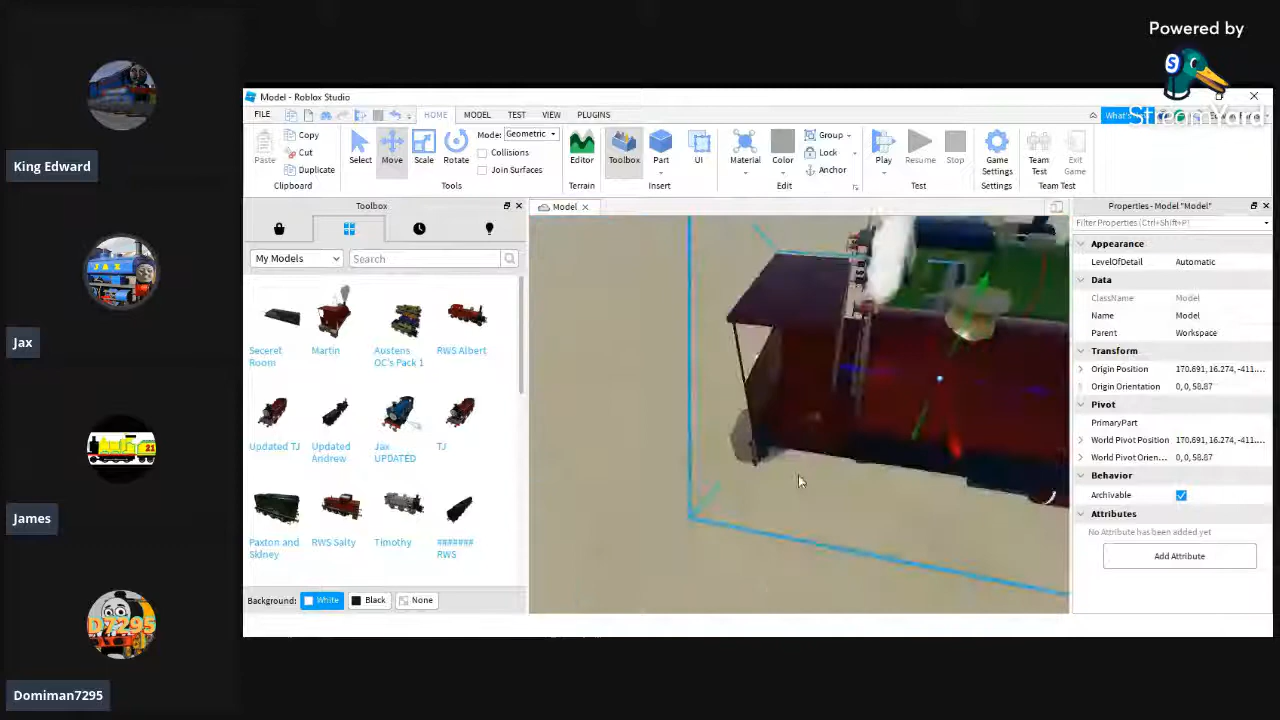 Powered by
StreamYard
King Edward
Jax
James
D7295
Domiman7295
Model - Roblox Studio
FILE HOME MODEL TEST VIEW PLUGINS What's
Paste Copy Cut Duplicate
Clipboard
Select Move Scale Rotate
Mode: Geometric
Collisions
Join Surfaces
Tools
Editor
Terrain
Toolbox Part UI
Insert
Material Color Group Lock Anchor
Edit
Play Resume Stop
Test
Game Settings
Settings
Team Test Exit Game
Team Test
Toolbox
My Models Search
Seceret Room
Martin
Austens OC's Pack 1
RWS Albert
Updated TJ
Updated Andrew
Jax UPDATED
TJ
Paxton and Sidney
RWS Salty
Timothy
####### RWS
Background: White Black None
Model
Properties - Model "Model"
Filter Properties (Ctrl+Shift+P)
Appearance
LevelOfDetail Automatic
Data
ClassName Model
Name Model
Parent Workspace
Transform
Origin Position 170.691, 16.274, -411....
Origin Orientation 0, 0, 58.87
Pivot
PrimaryPart
World Pivot Position 170.691, 16.274, -411....
World Pivot Orien... 0, 0, 58.87
Behavior
Archivable
Attributes
No Attribute has been added yet
Add Attribute